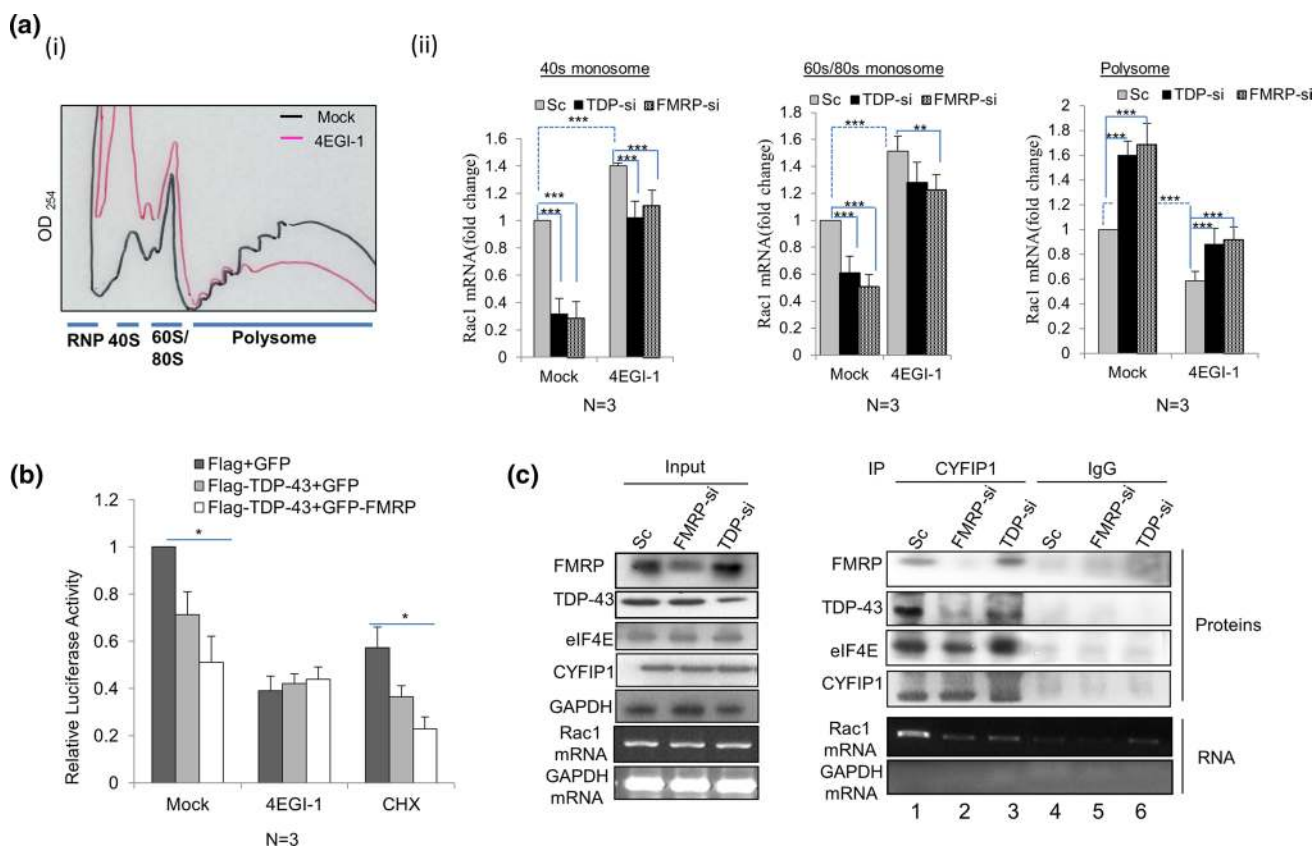 (a)
(i)
OD 254
Mock
4EGI-1
RNP 40S 60S/ 80S Polysome
(ii)
40s monosome
Sc TDP-si FMRP-si
Rac1 mRNA(fold change)
1.6
1.4
1.2
1
0.8
0.6
0.4
0.2
0
***
***
***
***
***
Mock 4EGI-1
N=3
60s/80s monosome
Sc TDP-si FMRP-si
Rac1 mRNA(fold change)
1.8
1.6
1.4
1.2
1
0.8
0.6
0.4
0.2
0
***
**
***
***
Mock 4EGI-1
N=3
Polysome
Sc TDP-si FMRP-si
Rac1 mRNA(fold change)
2
1.8
1.6
1.4
1.2
1
0.8
0.6
0.4
0.2
0
***
***
***
***
***
Mock 4EGI-1
N=3
(b)
Flag+GFP
Flag-TDP-43+GFP
Flag-TDP-43+GFP-FMRP
Relative Luciferase Activity
1.2
1
0.8
0.6
0.4
0.2
0
*
*
Mock 4EGI-1 CHX
N=3
(c)
Input
Sc FMRP-si TDP-si
FMRP
TDP-43
eIF4E
CYFIP1
GAPDH
Rac1
mRNA
GAPDH
mRNA
IP CYFIP1 IgG
Sc FMRP-si TDP-si Sc FMRP-si TDP-si
FMRP
TDP-43
eIF4E
CYFIP1
Proteins
Rac1
mRNA
GAPDH
mRNA
RNA
1 2 3 4 5 6